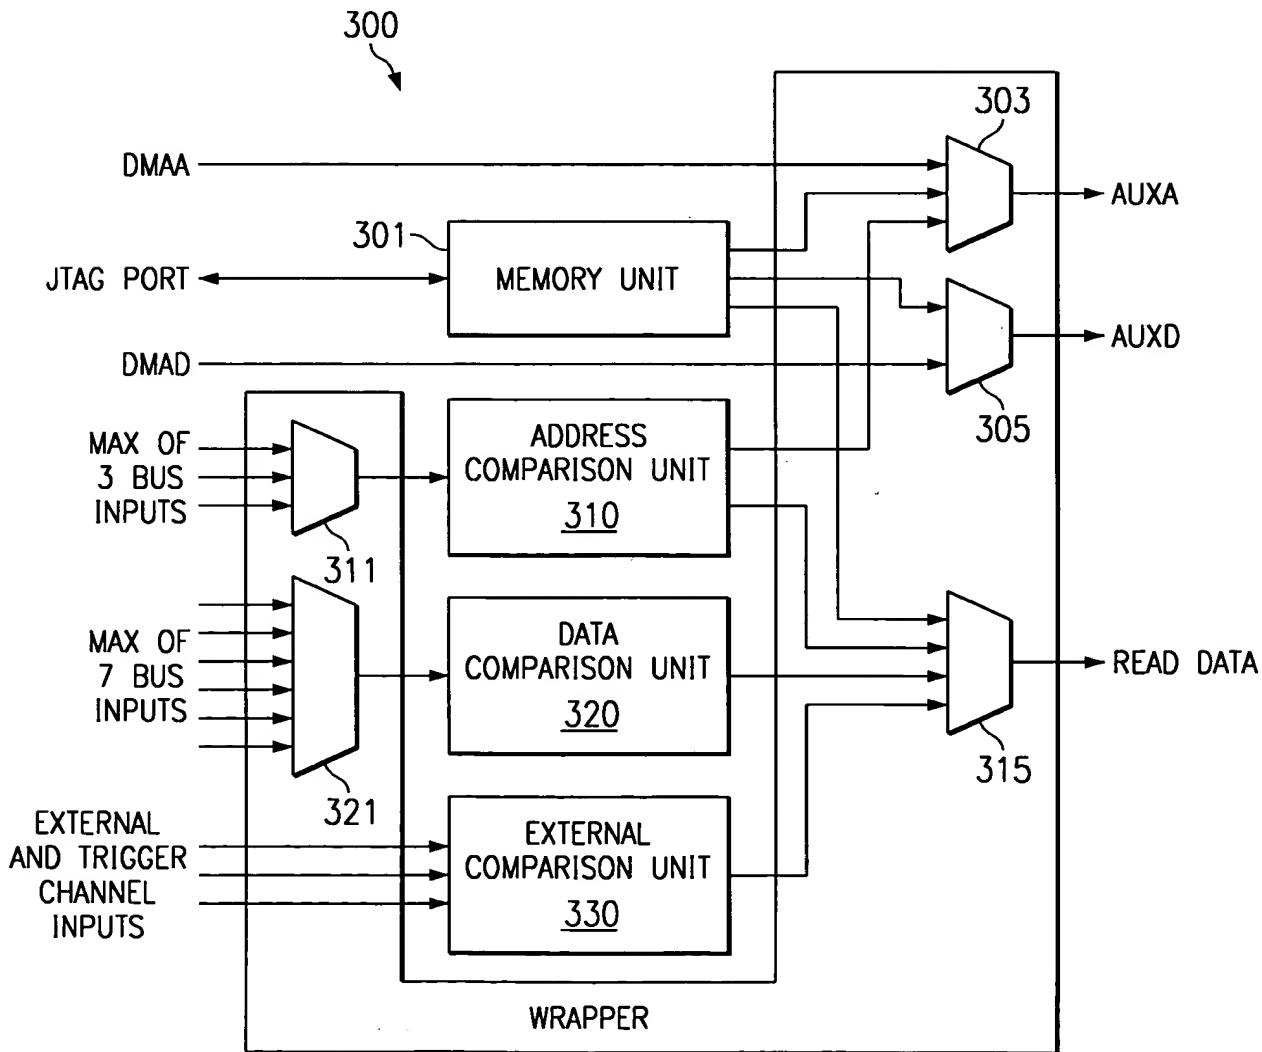 300
303
DMAA
AUXA
301
MEMORY UNIT
JTAG PORT
AUXD
DMAD
305
MAX OF
3 BUS
INPUTS
ADDRESS
COMPARISON UNIT
310
311
MAX OF
7 BUS
INPUTS
DATA
COMPARISON UNIT
320
READ DATA
315
321
EXTERNAL
AND TRIGGER
CHANNEL
INPUTS
EXTERNAL
COMPARISON UNIT
330
WRAPPER